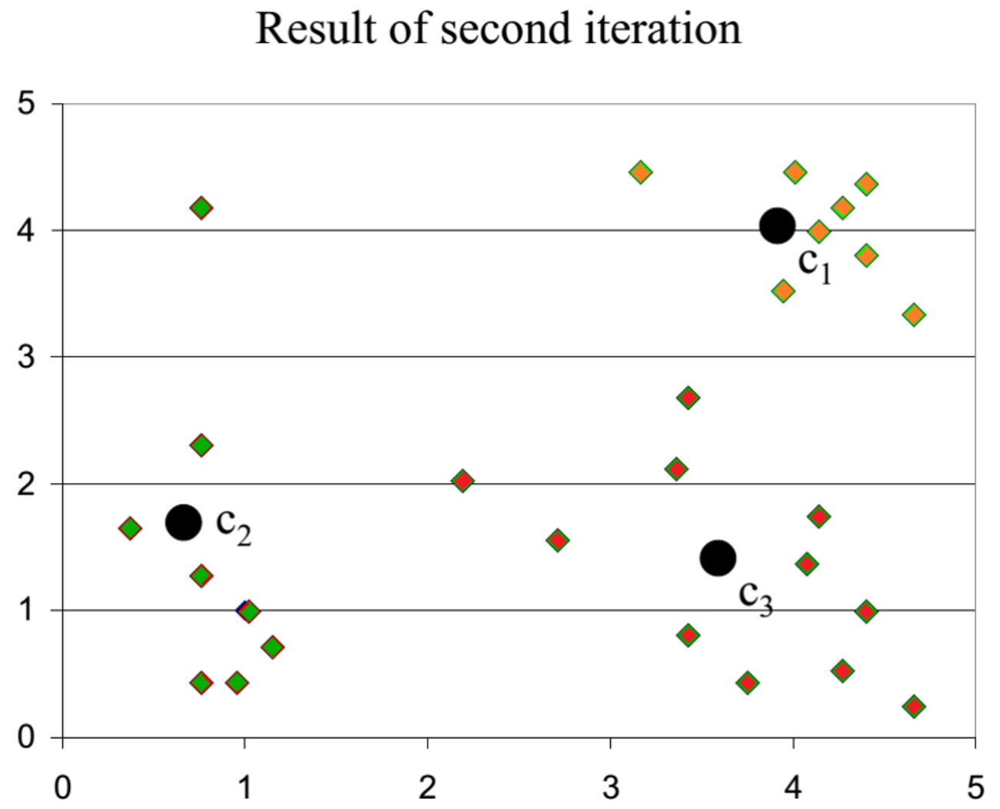 Result of second iteration
5
4
c₁
3
2
c₂
c₃
1
0
0 1 2 3 4 5